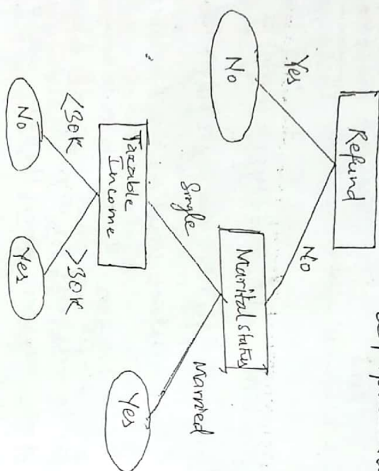 Refund
Yes
No
No
Marital status
Single
Married
Taxable
Income
Yes
<30K
>30K
No
Yes